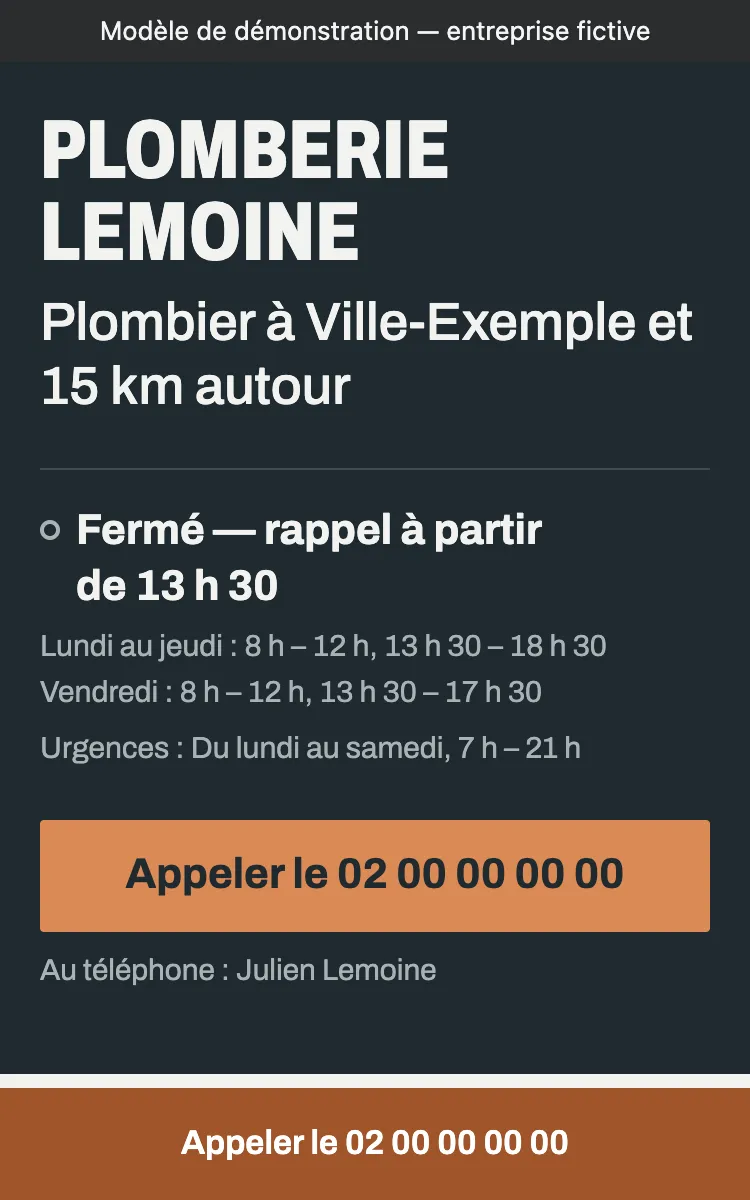 Modèle de démonstration — entreprise fictive
PLOMBERIE
LEMOINE
Plombier à Ville-Exemple et
15 km autour
Fermé — rappel à partir
de 13 h 30
Lundi au jeudi : 8 h – 12 h, 13 h 30 – 18 h 30
Vendredi : 8 h – 12 h, 13 h 30 – 17 h 30
Urgences : Du lundi au samedi, 7 h – 21 h
Appeler le 02 00 00 00 00
Au téléphone : Julien Lemoine
Appeler le 02 00 00 00 00